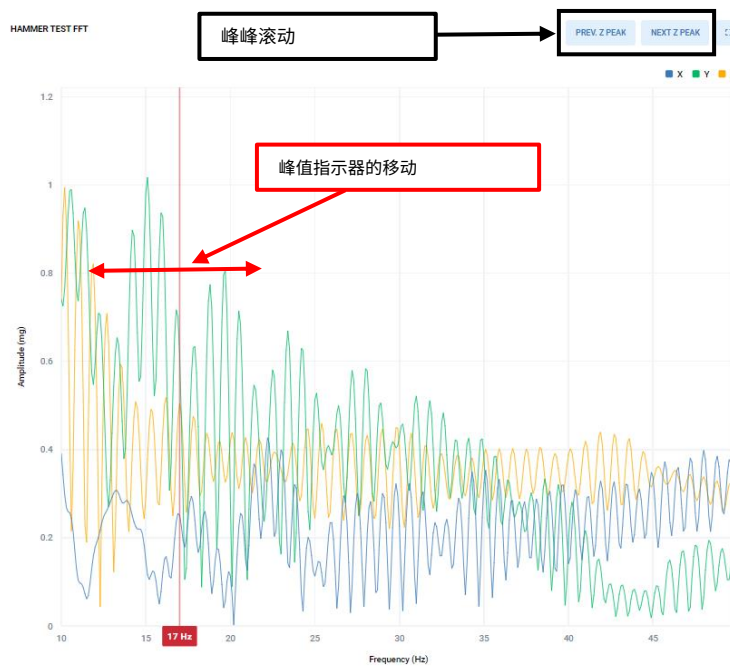 HAMMER TEST FFT
峰峰滚动
PREV. Z PEAK
NEXT Z PEAK
X
Y
峰值指示器的移动
Amplitude (mg)
1.2
1
0.8
0.6
0.4
0.2
0
10
15
17 Hz
20
25
30
35
40
45
Frequency (Hz)